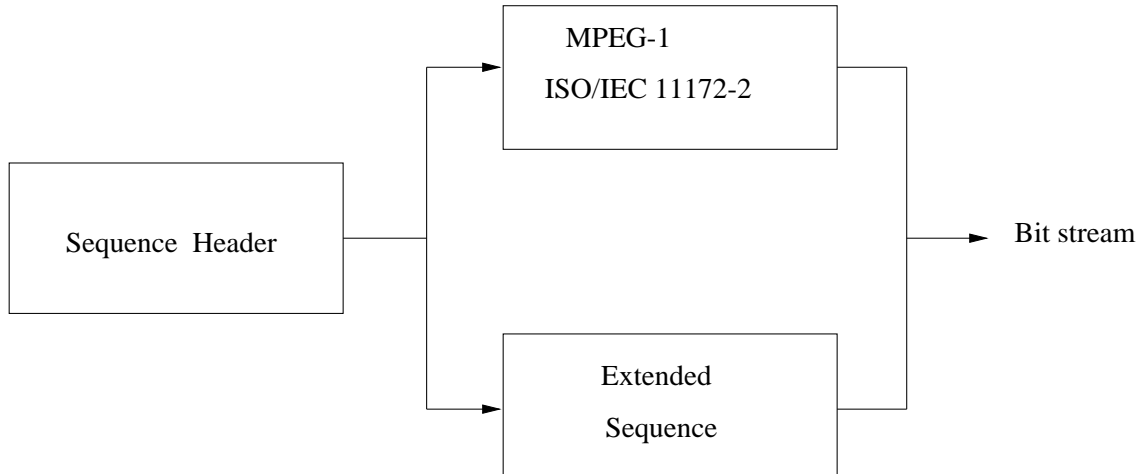 MPEG-1
ISO/IEC 11172-2
Sequence Header
Bit stream
Extended
Sequence